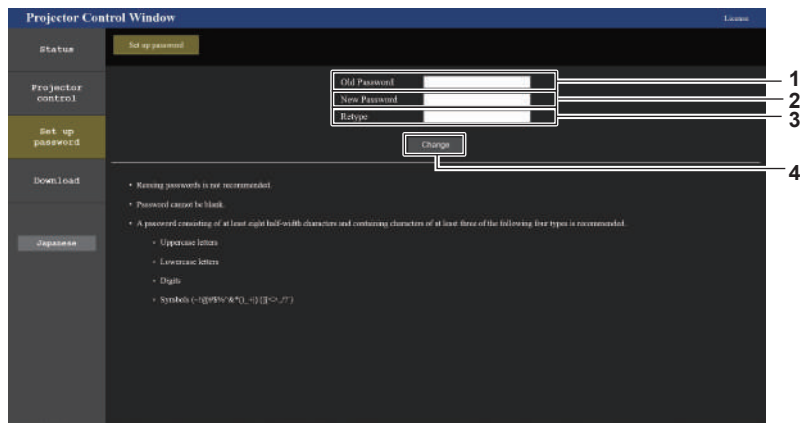 Projector Control Window
License
Status
Set up password
Projector
control
Set up
password
Download
Japanese
Old Password
1
New Password
2
Retype
3
Change
4
• Reusing passwords is not recommended.
• Password cannot be blank.
• A password consisting of at least eight half-width characters and containing characters of at least three of the following four types is recommended.
• Uppercase letters
• Lowercase letters
• Digits
• Symbols